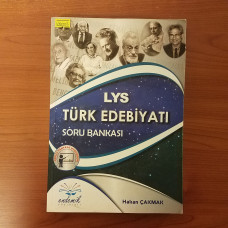 LYS
TÜRK EDEBİYATI
SORU BANKASI
Hakan ÇAKMAK